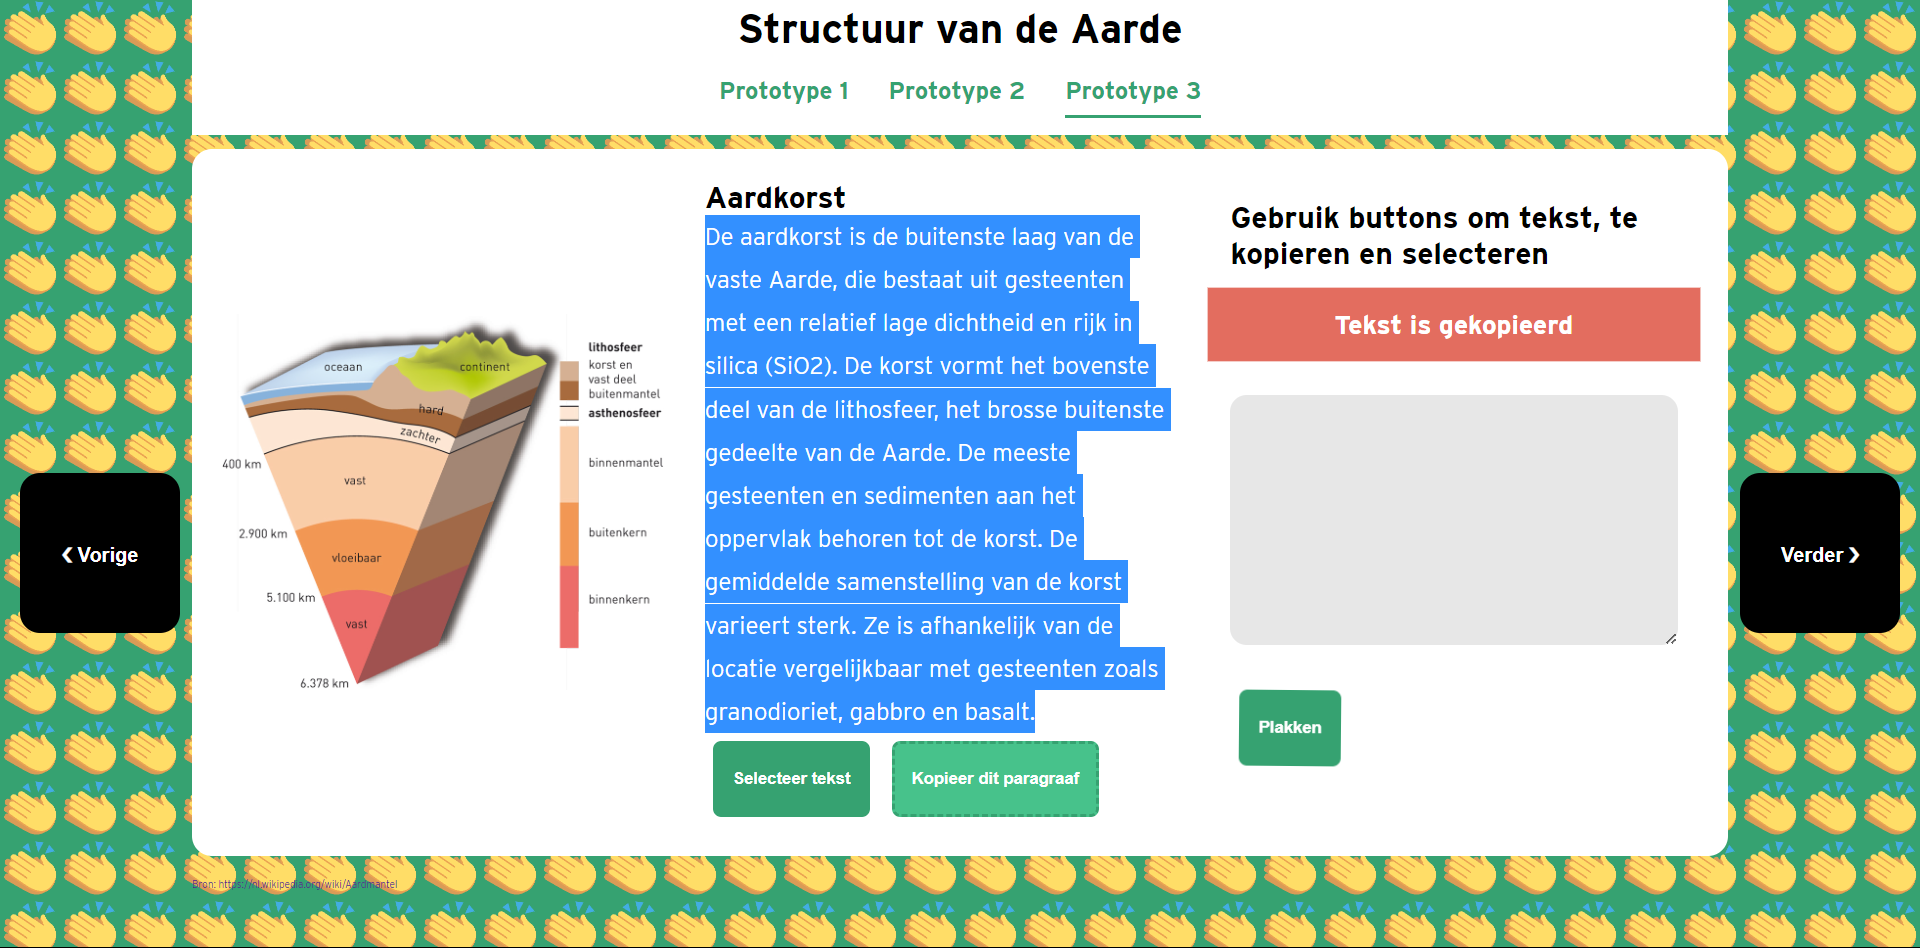 Structuur van de Aarde
Prototype 1
Prototype 2
Prototype 3
oceaan
continent
hard
zachter
400 km
vast
2.900 km
vloeibaar
5.100 km
vast
6.378 km
lithosfeer
korst en
vast deel
buitenmantel
asthenosfeer
binnenmantel
buitenkern
binnenkern
Aardkorst
De aardkorst is de buitenste laag van de
vaste Aarde, die bestaat uit gesteenten
met een relatief lage dichtheid en rijk in
silica (SiO2). De korst vormt het bovenste
deel van de lithosfeer, het brosse buitenste
gedeelte van de Aarde. De meeste
gesteenten en sedimenten aan het
oppervlak behoren tot de korst. De
gemiddelde samenstelling van de korst
varieert sterk. Ze is afhankelijk van de
locatie vergelijkbaar met gesteenten zoals
granodioriet, gabbro en basalt.
Selecteer tekst
Kopieer dit paragraaf
Gebruik buttons om tekst, te
kopieren en selecteren
Tekst is gekopieerd
Plakken
❮ Vorige
Verder ❯
Bron: https://nl.wikipedia.org/wiki/Aardmantel